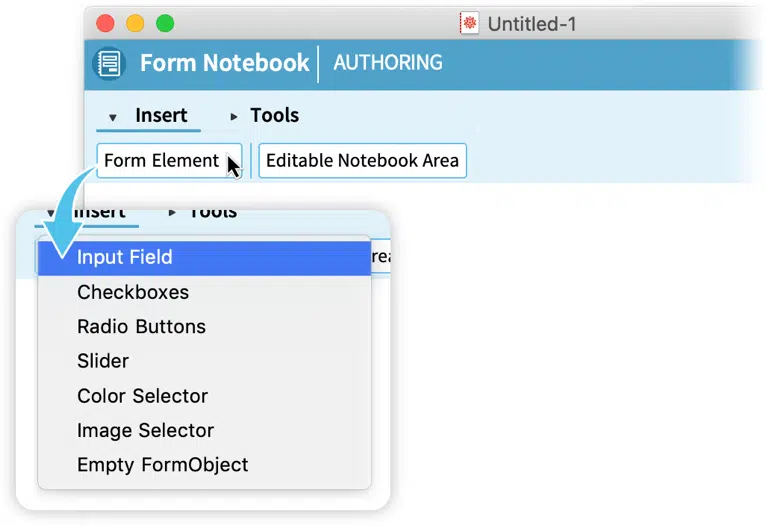 Untitled-1
Form Notebook AUTHORING
Insert Tools
Form Element Editable Notebook Area
Insert Tools
Input Field
Checkboxes
Radio Buttons
Slider
Color Selector
Image Selector
Empty FormObject